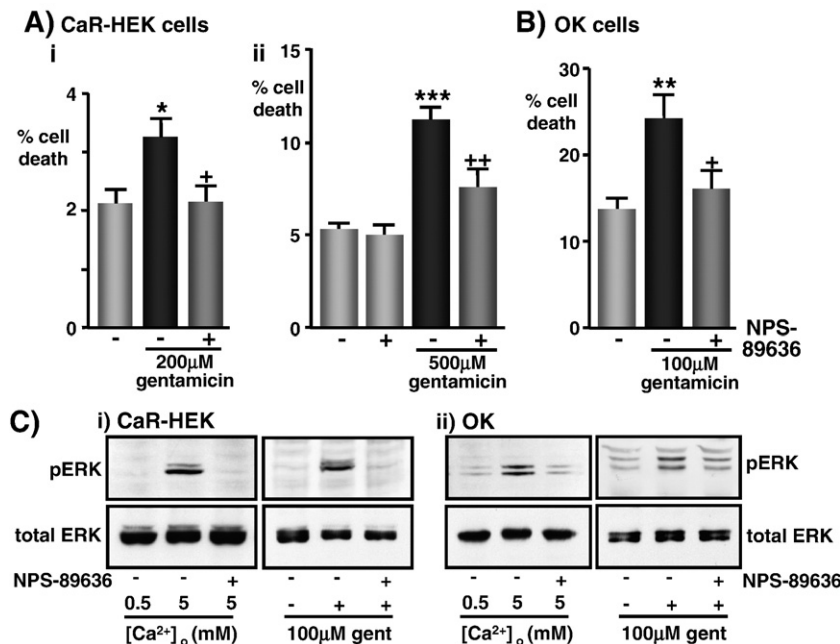 A) CaR-HEK cells
i
% cell death
4
2
0
*
+
- - +
200µM
gentamicin
ii
% cell death
15
10
5
0
***
++
- + - +
500µM
gentamicin
B) OK cells
% cell death
30
20
10
0
**
+
- - +
NPS-89636
100µM
gentamicin
C) i) CaR-HEK
ii) OK
pERK
pERK
total ERK
total ERK
NPS-89636 - - + - - + - - + - - + NPS-89636
0.5 5 5 - + + 0.5 5 5 - + +
[Ca²⁺]o (mM) 100µM gent [Ca²⁺]o (mM) 100µM gent